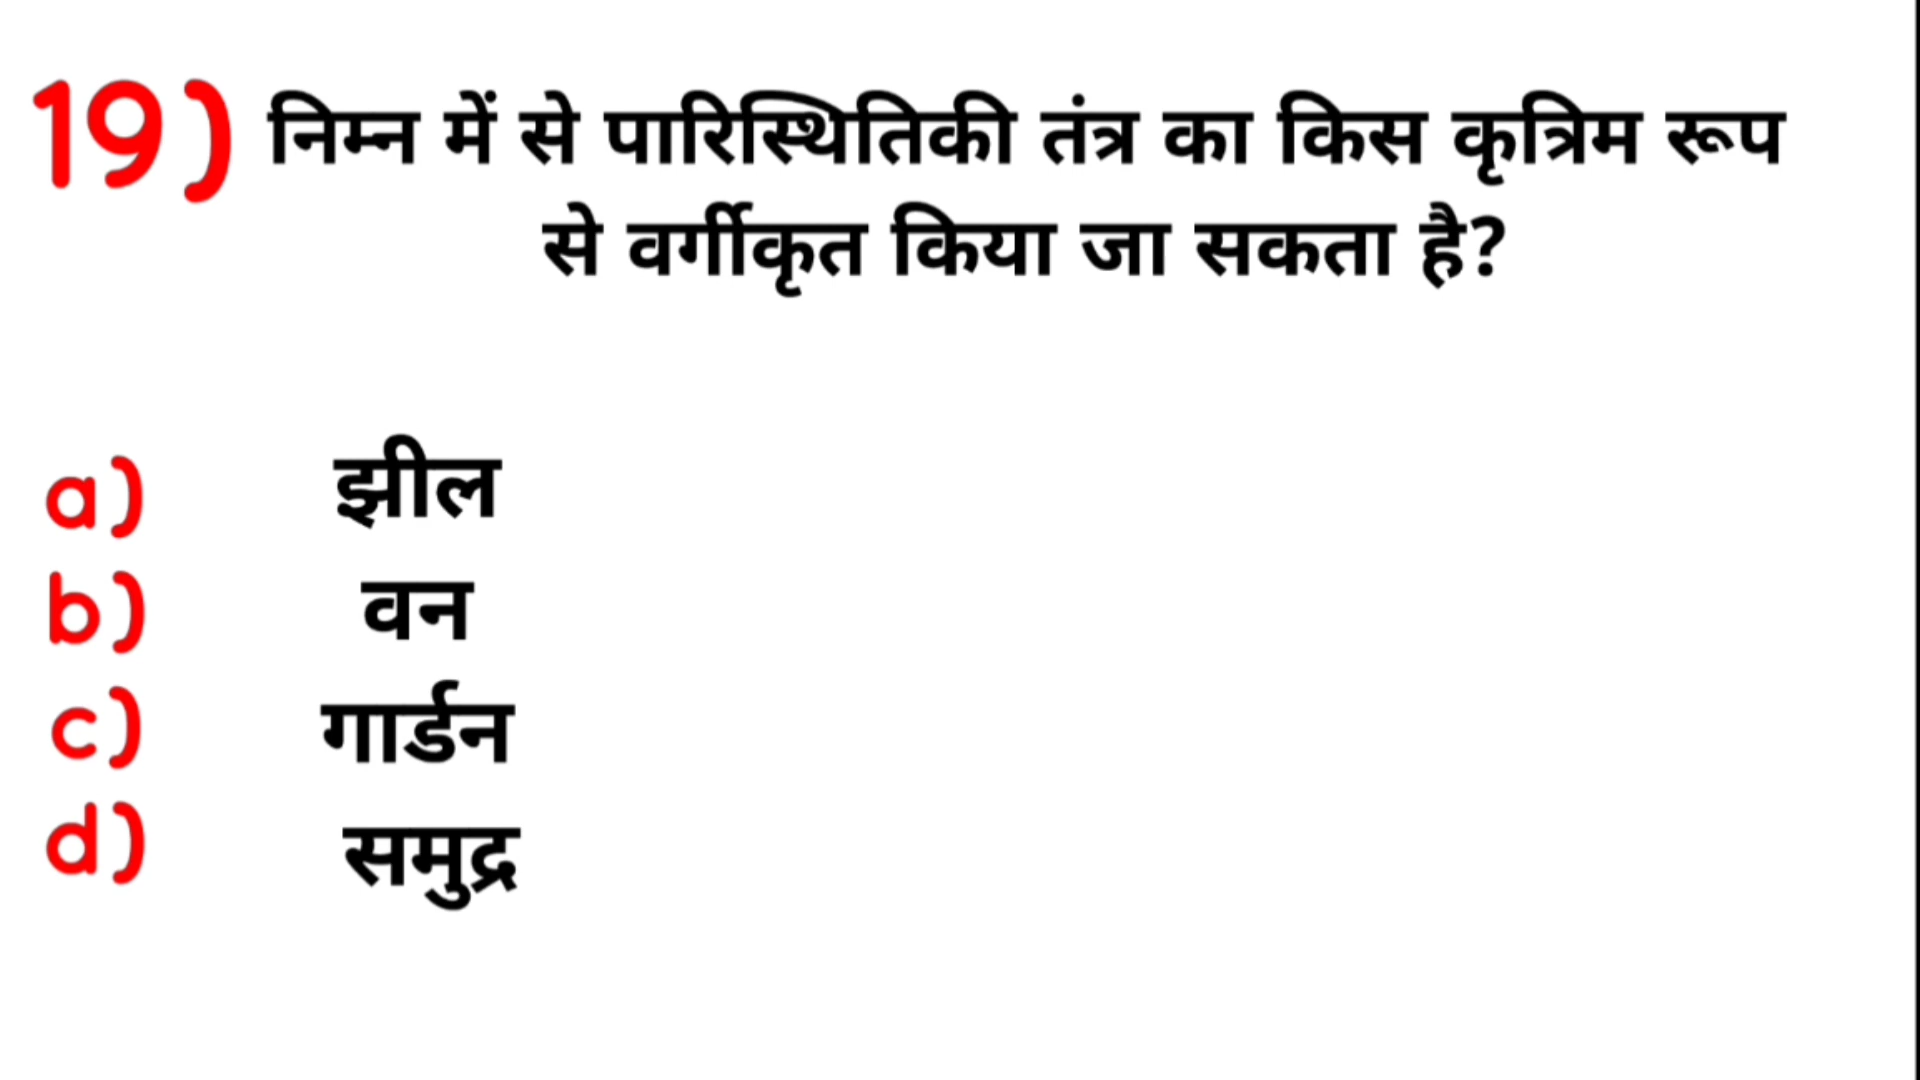 19) निम्न में से पारिस्थितिकी तंत्र का किस कृत्रिम रूप
से वर्गीकृत किया जा सकता है?
a) झील
b) वन
c) गार्डन
d) समुद्र